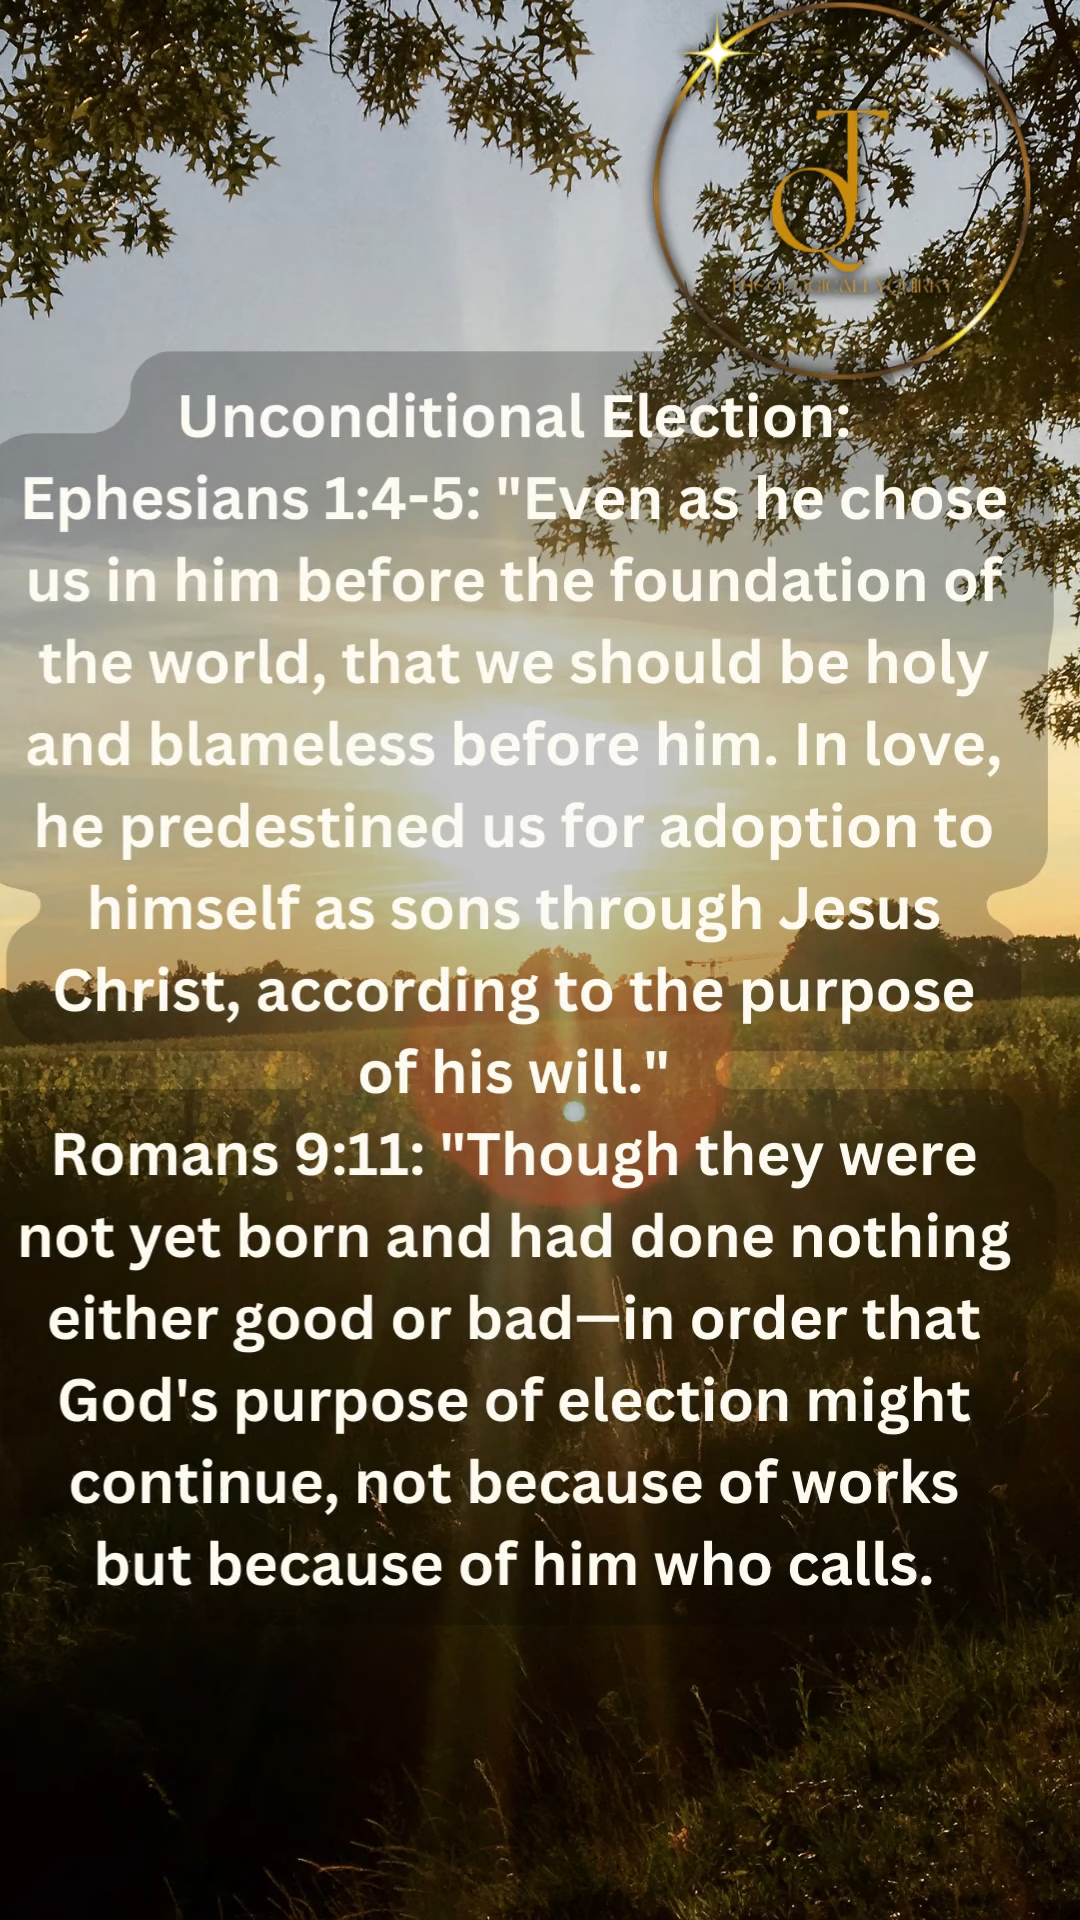 TQ
THEOLOGICALLYQUIRKY
Unconditional Election:
Ephesians 1:4-5: "Even as he chose
us in him before the foundation of
the world, that we should be holy
and blameless before him. In love,
he predestined us for adoption to
himself as sons through Jesus
Christ, according to the purpose
of his will."
Romans 9:11: "Though they were
not yet born and had done nothing
either good or bad—in order that
God's purpose of election might
continue, not because of works
but because of him who calls.